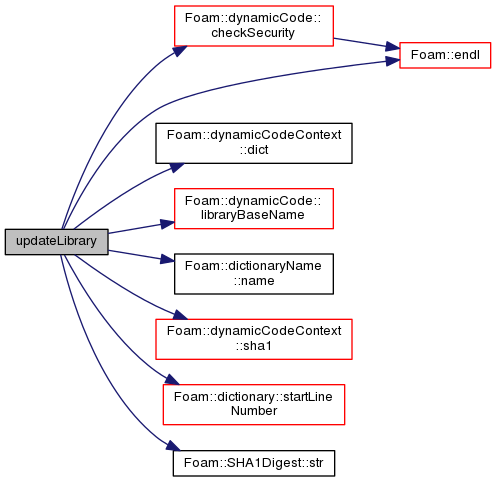 Foam::dynamicCode::
checkSecurity
Foam::endl
Foam::dynamicCodeContext
::dict
Foam::dynamicCode::
libraryBaseName
updateLibrary
Foam::dictionaryName
::name
Foam::dynamicCodeContext
::sha1
Foam::dictionary::startLine
Number
Foam::SHA1Digest::str